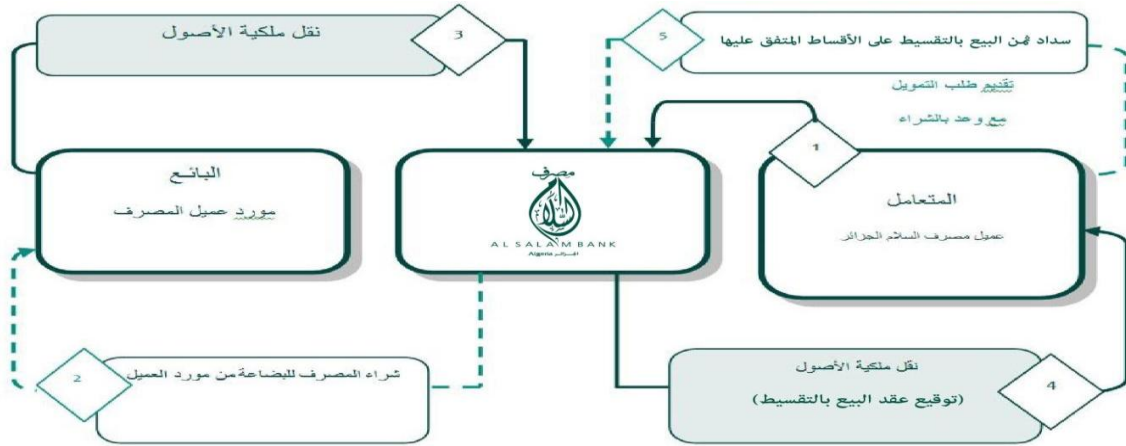 نقل ملكية الأصول
3
5
سداد ثمن البيع بالتقسيط على الأقساط المتفق عليها
تقديم طلب التمويل
مع وعد بالشراء
1
البائـع
مورد عميل المصرف
مصرف
السلام
AL SALAM BANK
Algeria الجزائر
المتعامل
عميل مصرف السلام الجزائر
2
شراء المصرف للبضاعة من مورد العميل
نقل ملكية الأصول
(توقيع عقد البيع بالتقسيط)
4